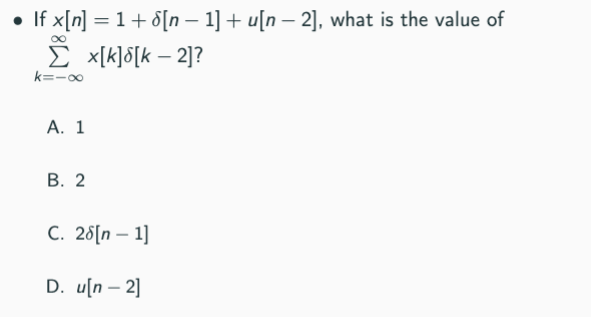 • If x[n] = 1 + δ[n − 1] + u[n − 2], what is the value of
∞
∑ x[k]δ[k − 2]?
k=−∞
A. 1
B. 2
C. 2δ[n − 1]
D. u[n − 2]